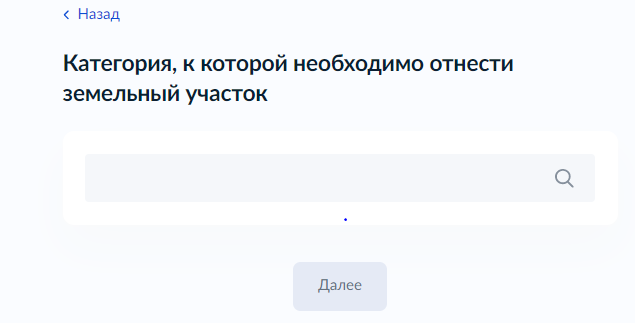 Назад
Категория, к которой необходимо отнести
земельный участок
Далее